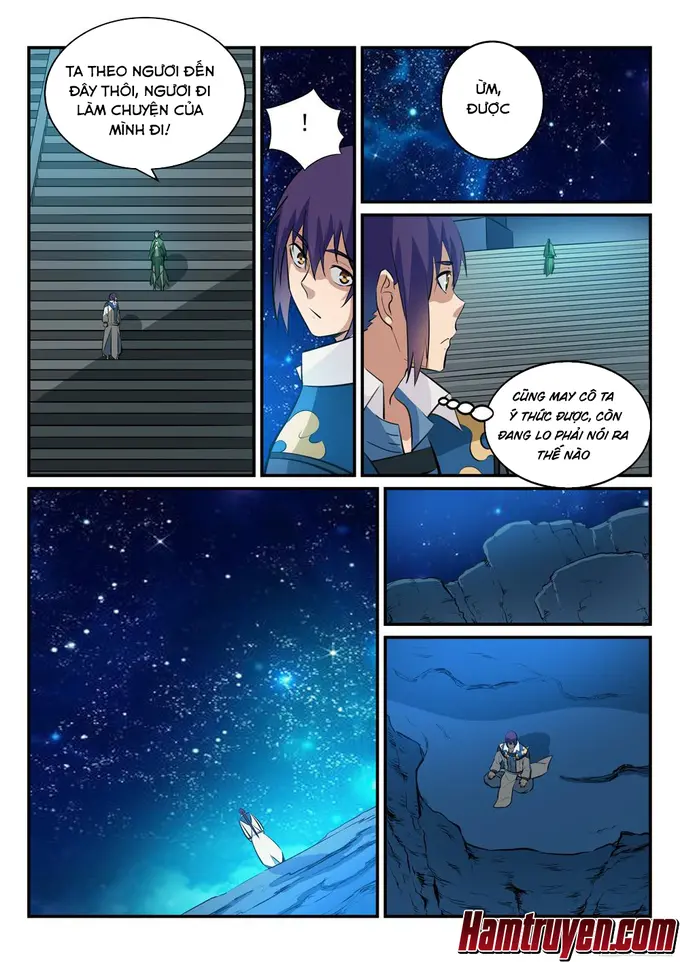 TA THEO NGƯƠI ĐẾN
ĐÂY THÔI, NGƯƠI ĐI
LÀM CHUYỆN CỦA
MÌNH ĐI!
!
ỪM,
ĐƯỢC
CŨNG MAY CÔ TA
Ý THỨC ĐƯỢC, CÒN
ĐANG LO PHẢI NÓI RA
THẾ NÀO
Hamtruyen.com